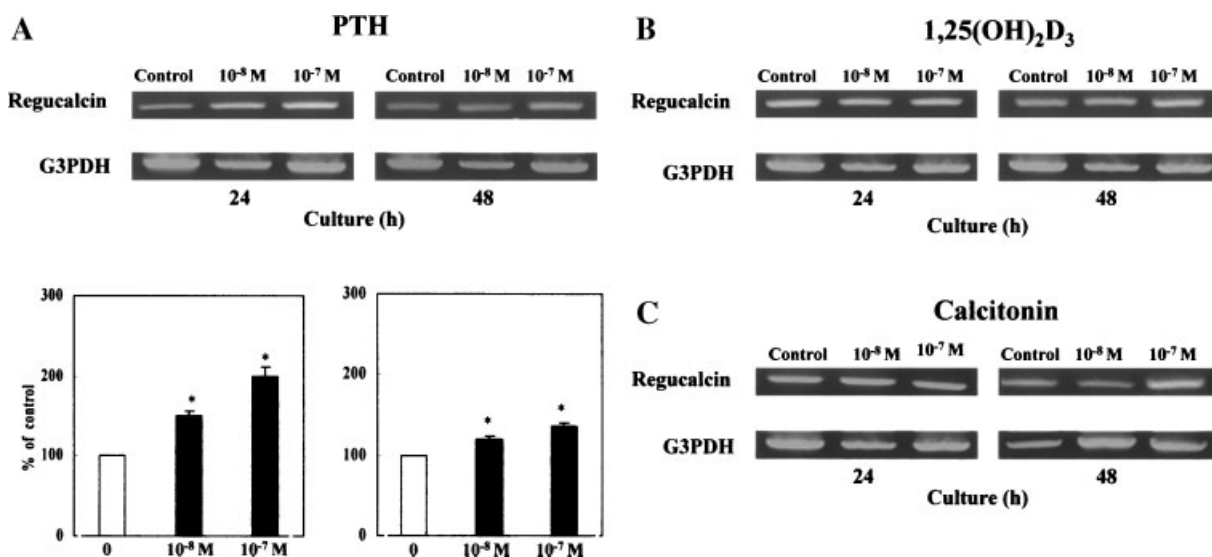 A
PTH
Control 10⁻⁸ M 10⁻⁷ M Control 10⁻⁸ M 10⁻⁷ M
Regucalcin
G3PDH
24 48
Culture (h)
300 300
200 200
100 100
0 0
% of control
* * * *
0 10⁻⁸ M 10⁻⁷ M 0 10⁻⁸ M 10⁻⁷ M
B
1,25(OH)₂D₃
Control 10⁻⁸ M 10⁻⁷ M Control 10⁻⁸ M 10⁻⁷ M
Regucalcin
G3PDH
24 48
Culture (h)
C
Calcitonin
Control 10⁻⁸ M 10⁻⁷ M Control 10⁻⁸ M 10⁻⁷ M
Regucalcin
G3PDH
24 48
Culture (h)